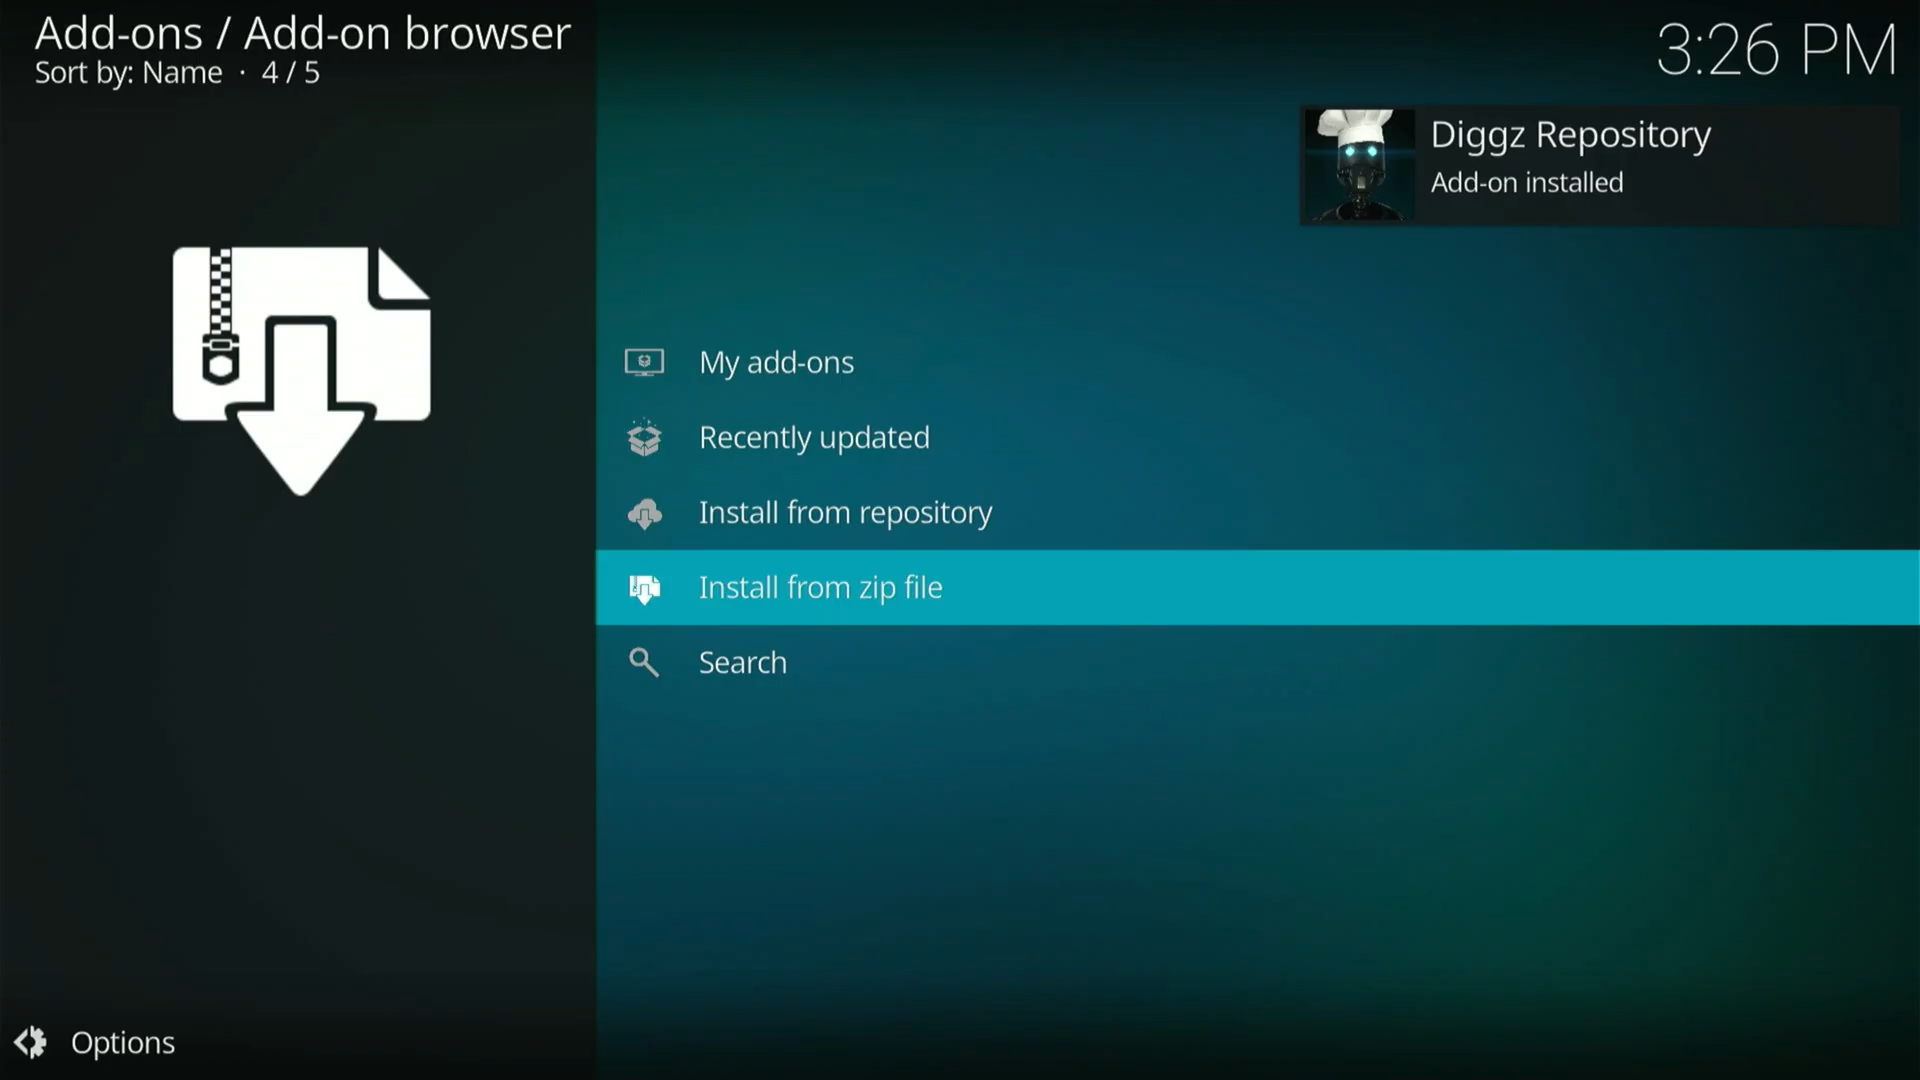 Add-ons / Add-on browser
Sort by: Name · 4 / 5
3:26 PM
Diggz Repository
Add-on installed
My add-ons
Recently updated
Install from repository
Install from zip file
Search
Options